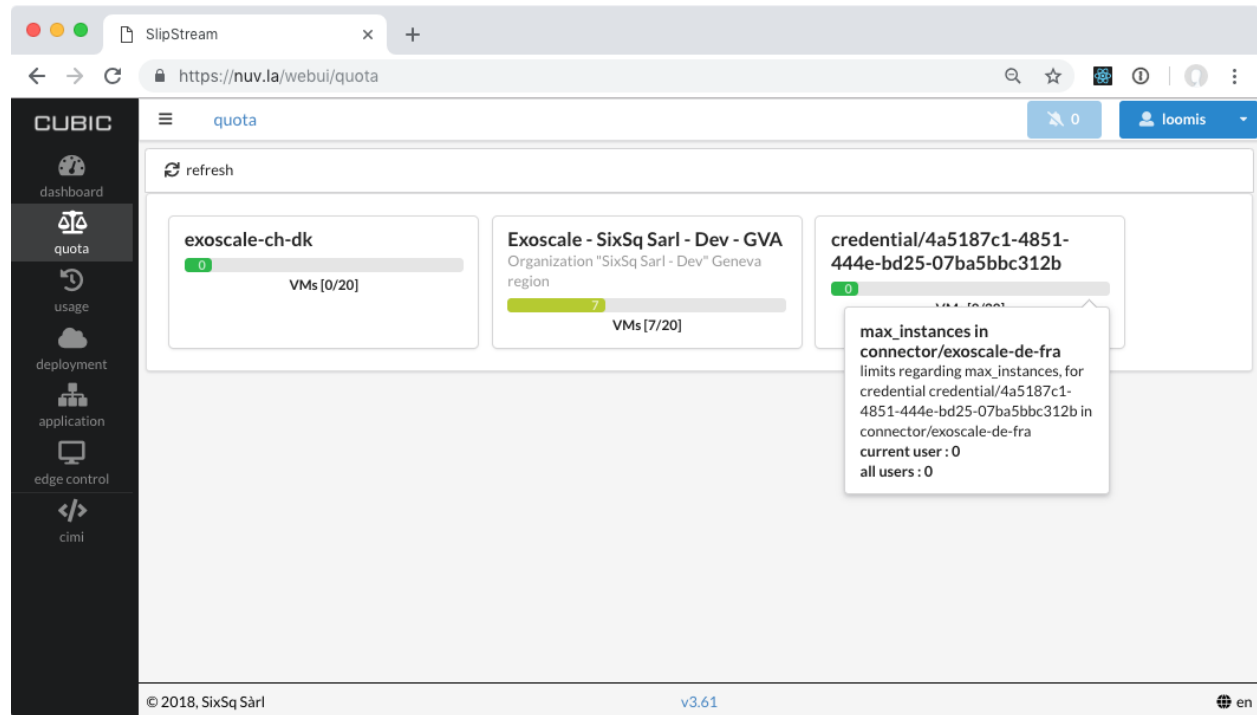 SlipStream
https://nuv.la/webui/quota
CUBIC
quota
0
loomis
dashboard
quota
usage
deployment
application
edge control
cimi
refresh
exoscale-ch-dk
0
VMs [0/20]
Exoscale - SixSq Sarl - Dev - GVA
Organization "SixSq Sarl - Dev" Geneva
region
7
VMs [7/20]
credential/4a5187c1-4851-
444e-bd25-07ba5bbc312b
0
max_instances in
connector/exoscale-de-fra
limits regarding max_instances, for
credential credential/4a5187c1-
4851-444e-bd25-07ba5bbc312b in
connector/exoscale-de-fra
current user : 0
all users : 0
© 2018, SixSq Sàrl
v3.61
en